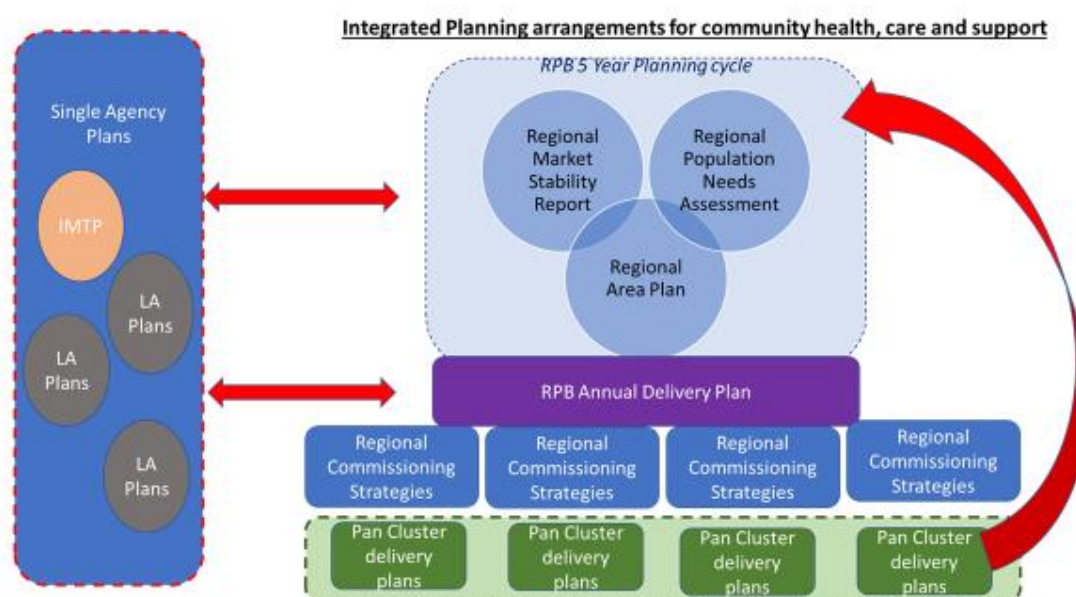 Integrated Planning arrangements for community health, care and support
Single Agency
Plans
IMTP
LA
Plans
LA
Plans
LA
Plans
RPB 5 Year Planning cycle
Regional
Market
Stability
Report
Regional
Population
Needs
Assessment
Regional
Area Plan
RPB Annual Delivery Plan
Regional
Commissioning
Strategies
Regional
Commissioning
Strategies
Regional
Commissioning
Strategies
Regional
Commissioning
Strategies
Pan Cluster
delivery
plans
Pan Cluster
delivery
plans
Pan Cluster
delivery
plans
Pan Cluster
delivery
plans